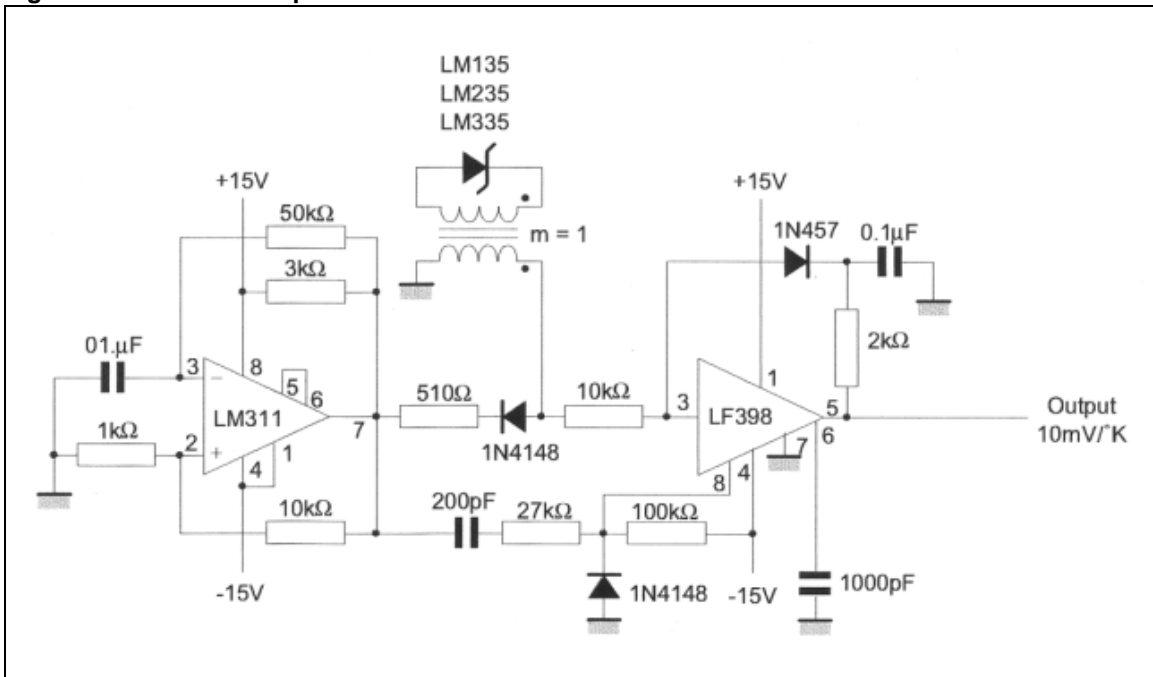 LM135
LM235
LM335
+15V
+15V
50kΩ
1N457
0.1µF
m = 1
3kΩ
2kΩ
01.µF
3
8
5
6
1
510Ω
10kΩ
3
5
Output
LM311
LF398
10mV/°K
1kΩ
2
7
1N4148
6
7
4
1
8
4
200pF
27kΩ
100kΩ
10kΩ
-15V
1N4148
-15V
1000pF